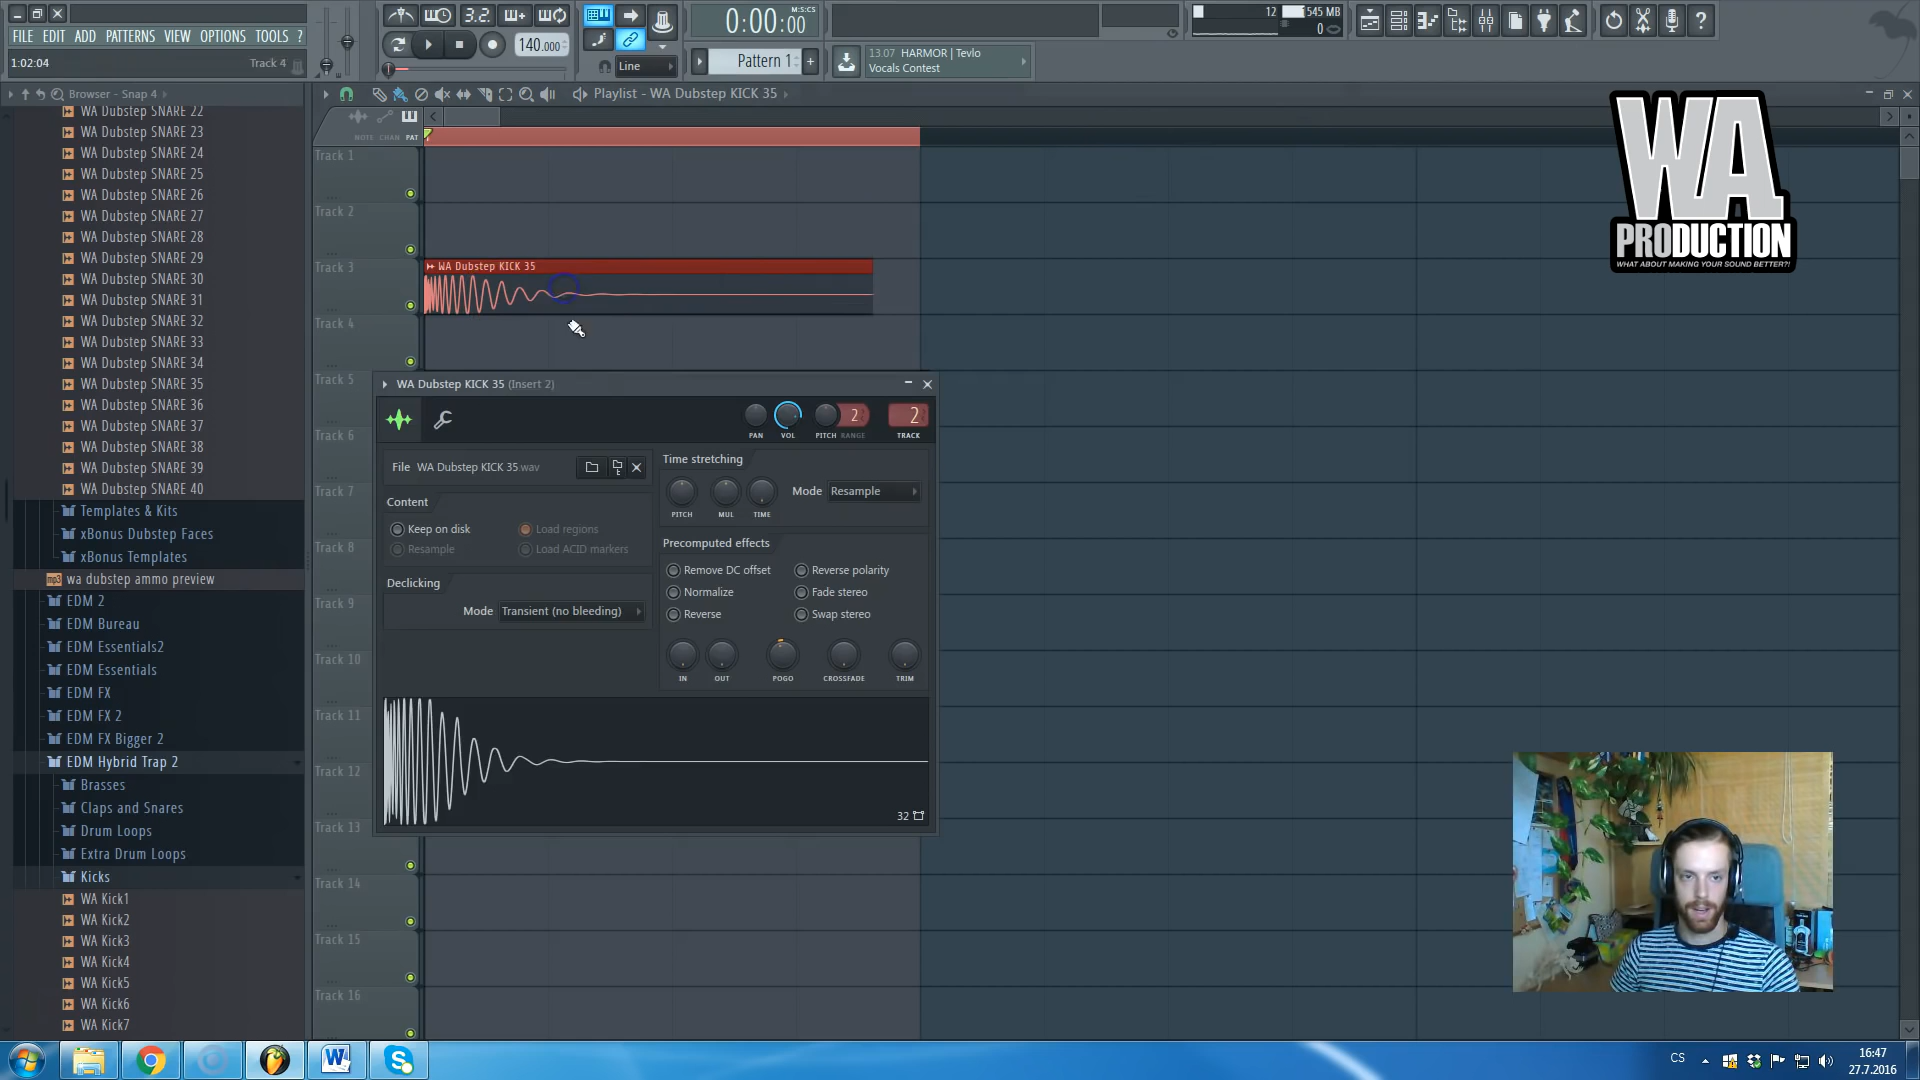 FILE EDIT ADD PATTERNS VIEW OPTIONS TOOLS ?
1:02:04 Track 4
3.2.
140.000
Line
0:00:00
M:S:CS
Pattern 1
12 545 MB
0
13.07 HARMOR | Tevlo
Vocals Contest
Browser - Snap 4
WA Dubstep SNARE 22
WA Dubstep SNARE 23
WA Dubstep SNARE 24
WA Dubstep SNARE 25
WA Dubstep SNARE 26
WA Dubstep SNARE 27
WA Dubstep SNARE 28
WA Dubstep SNARE 29
WA Dubstep SNARE 30
WA Dubstep SNARE 31
WA Dubstep SNARE 32
WA Dubstep SNARE 33
WA Dubstep SNARE 34
WA Dubstep SNARE 35
WA Dubstep SNARE 36
WA Dubstep SNARE 37
WA Dubstep SNARE 38
WA Dubstep SNARE 39
WA Dubstep SNARE 40
Templates & Kits
xBonus Dubstep Faces
xBonus Templates
mp3 wa dubstep ammo preview
EDM 2
EDM Bureau
EDM Essentials2
EDM Essentials
EDM FX
EDM FX 2
EDM FX Bigger 2
EDM Hybrid Trap 2
Brasses
Claps and Snares
Drum Loops
Extra Drum Loops
Kicks
WA Kick1
WA Kick2
WA Kick3
WA Kick4
WA Kick5
WA Kick6
WA Kick7
Playlist - WA Dubstep KICK 35
NOTE CHAN PAT
Track 1
Track 2
Track 3
WA Dubstep KICK 35
Track 4
Track 5
Track 6
Track 7
Track 8
Track 9
Track 10
Track 11
Track 12
Track 13
Track 14
Track 15
Track 16
WA Dubstep KICK 35 (Insert 2)
2 2
PAN VOL PITCH RANGE TRACK
File WA Dubstep KICK 35.wav
Content
Keep on disk Load regions
Resample Load ACID markers
Declicking
Mode Transient (no bleeding)
Time stretching
Mode Resample
PITCH MUL TIME
Precomputed effects
Remove DC offset Reverse polarity
Normalize Fade stereo
Reverse Swap stereo
IN OUT POGO CROSSFADE TRIM
32
WA
PRODUCTION
WHAT ABOUT MAKING YOUR SOUND BETTER?!
CS
16:47
27.7.2016